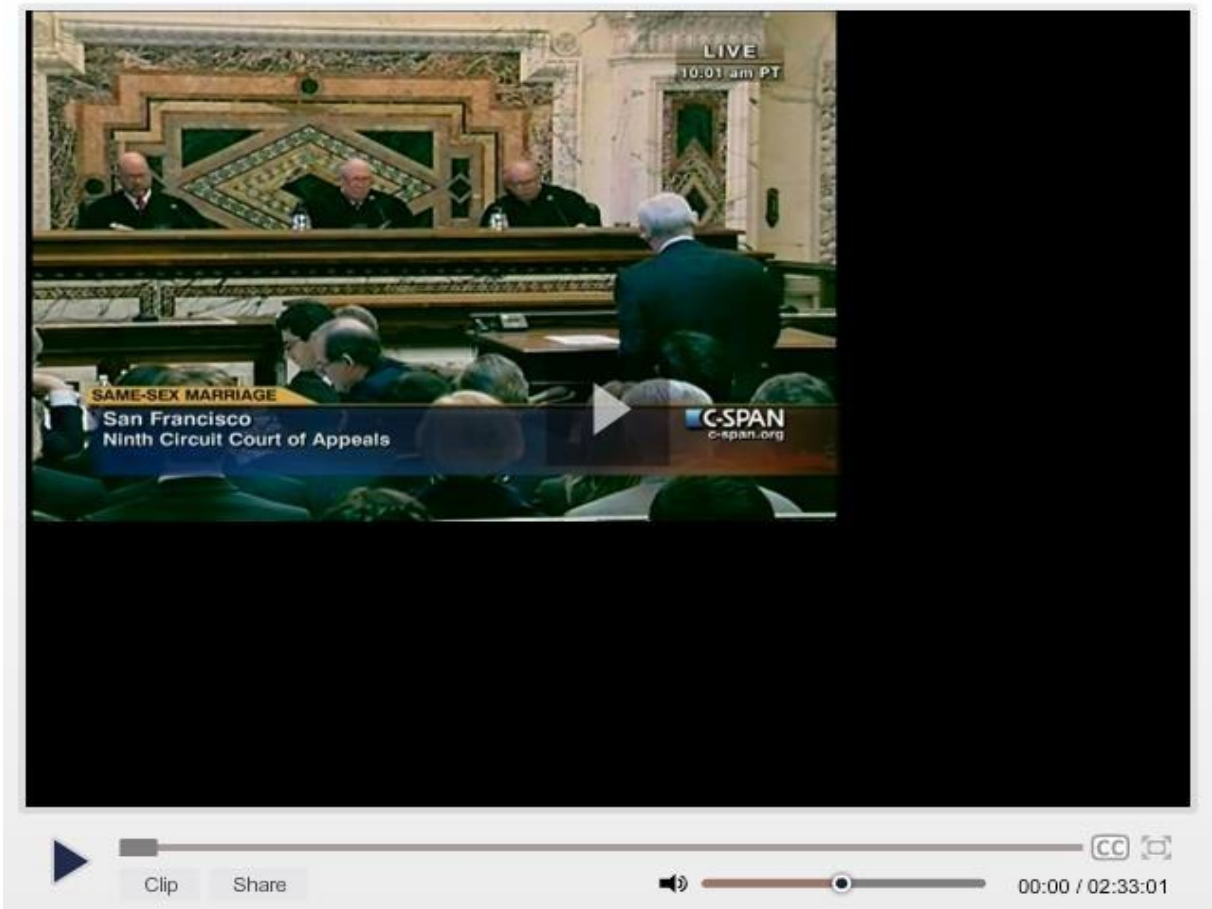 LIVE
10:01 am PT
SAME-SEX MARRIAGE
San Francisco
Ninth Circuit Court of Appeals
C-SPAN
c-span.org
CC
Clip
Share
00:00 / 02:33:01